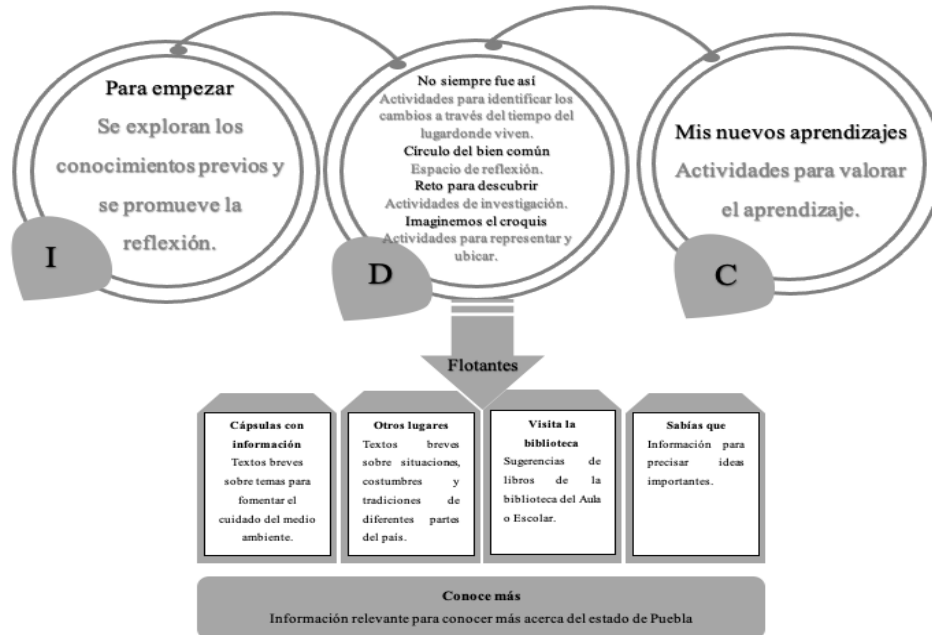 Para empezar
Se exploran los
conocimientos previos y
se promueve la
reflexión.
I
No siempre fue así
Actividades para identificar los
cambios a través del tiempo del
lugardonde viven.
Círculo del bien común
Espacio de reflexión.
Reto para descubrir
Actividades de investigación.
Imaginemos el croquis
Actividades para representar y
ubicar.
D
Mis nuevos aprendizajes
Actividades para valorar
el aprendizaje.
C
Flotantes
Cápsulas con
información
Textos breves
sobre temas para
fomentar el
cuidado del medio
ambiente.
Otros lugares
Textos breves
sobre situaciones,
costumbres y
tradiciones de
diferentes partes
del país.
Visita la
biblioteca
Sugerencias de
libros de la
biblioteca del Aula
o Escolar.
Sabías que
Información para
precisar ideas
importantes.
Conoce más
Información relevante para conocer más acerca del estado de Puebla